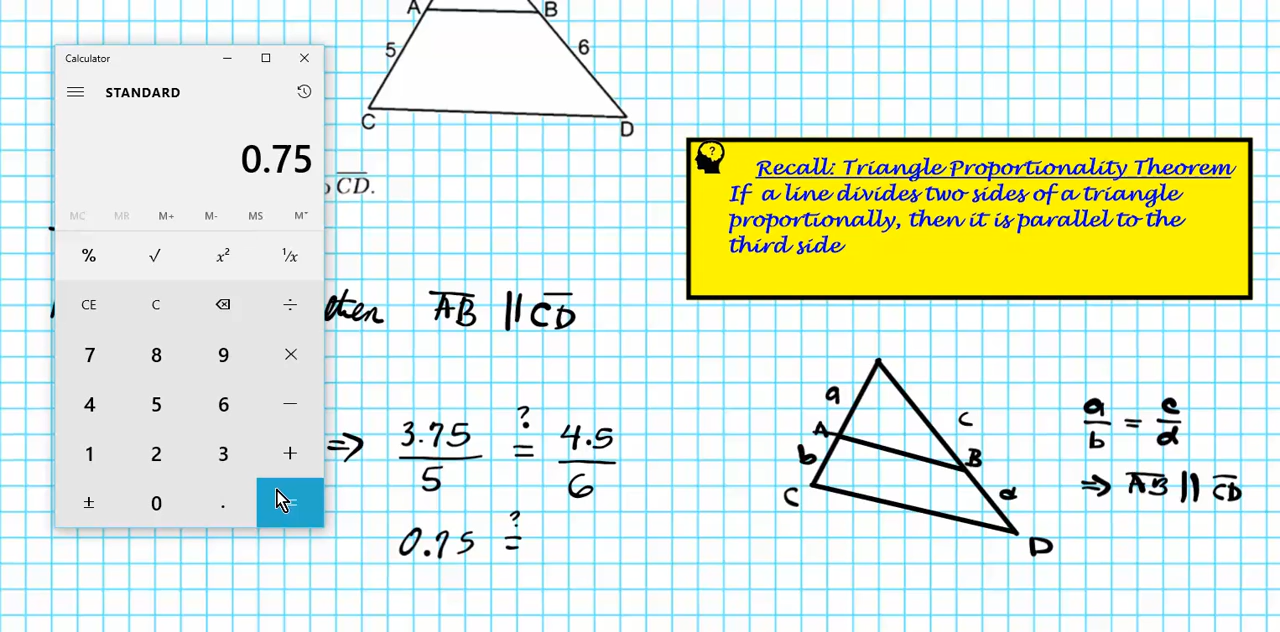 A
B
5
6
C
D
Calculator
STANDARD
0.75
MC MR M+ M- MS M˅
% √ x² ¹/x
CE C ⌫ ÷
7 8 9 ×
4 5 6 −
1 2 3 +
± 0 . =
CD.
then AB || CD
⇒ 3.75/5 ?= 4.5/6
0.75 ?=
?
Recall: Triangle Proportionality Theorem
If a line divides two sides of a triangle
proportionally, then it is parallel to the
third side
a
c
A
b
B
C
d
D
a/b = c/d
⇒ AB || CD